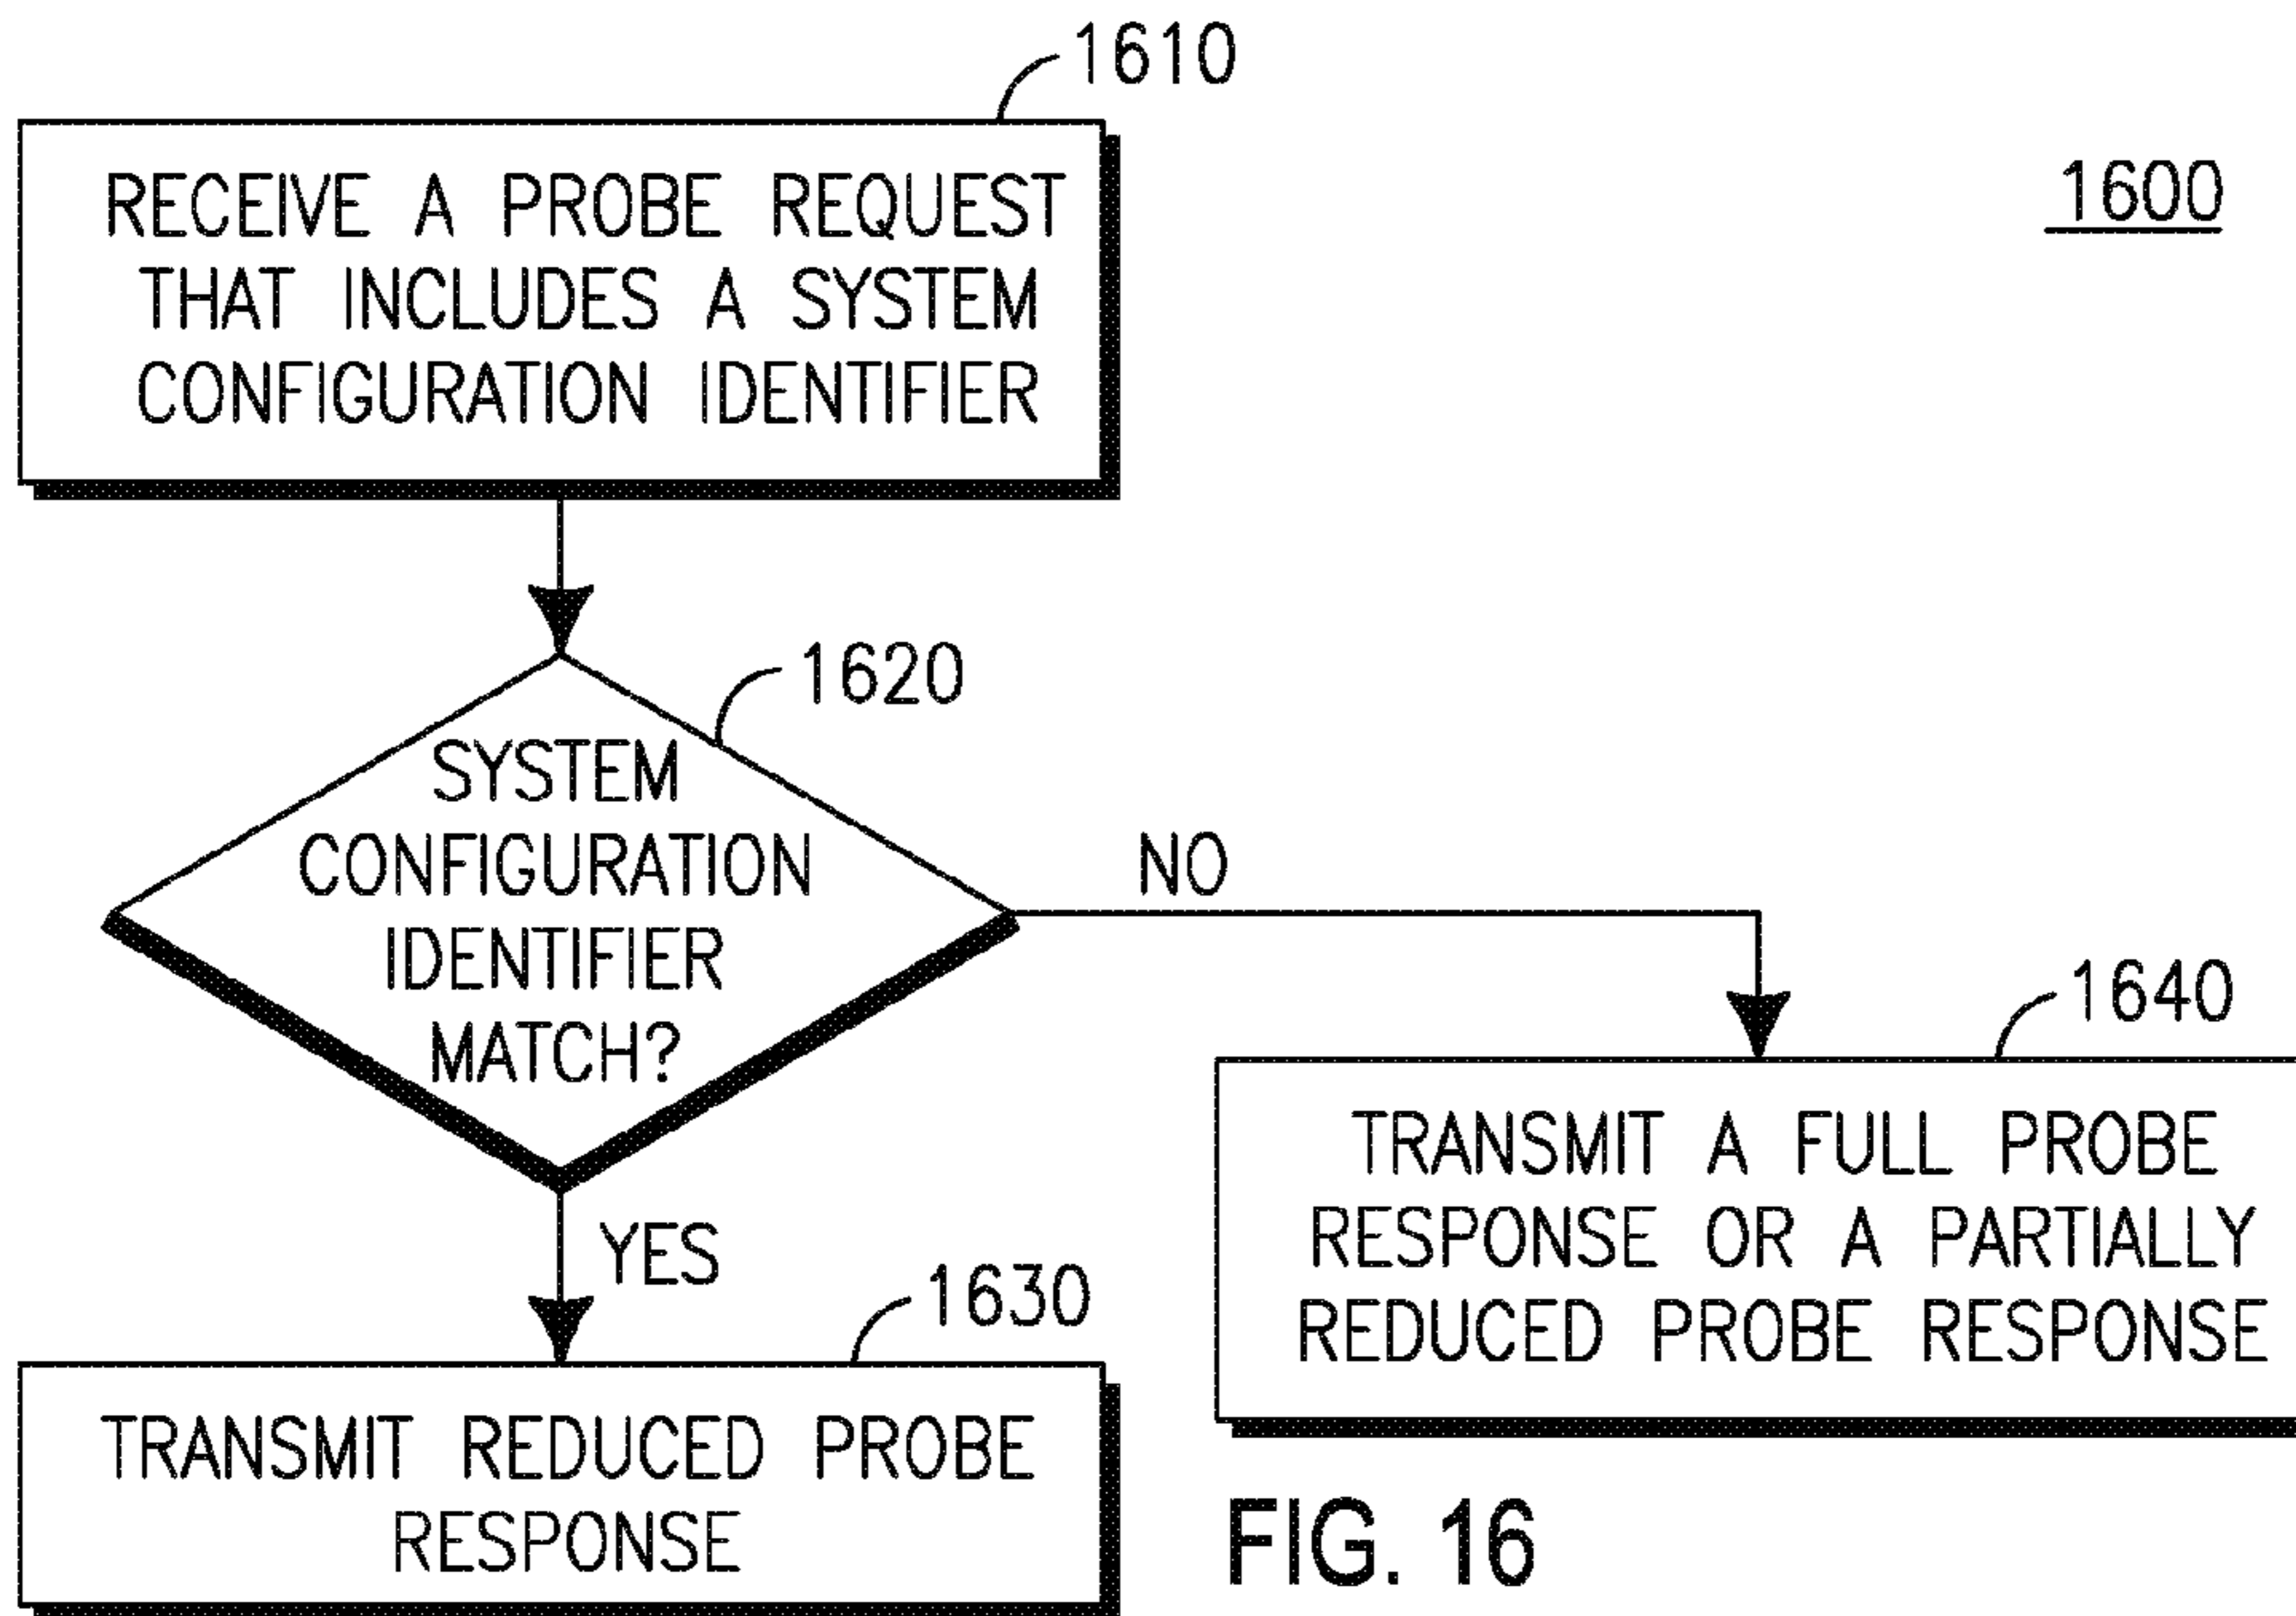 1610
RECEIVE A PROBE REQUEST
THAT INCLUDES A SYSTEM
CONFIGURATION IDENTIFIER
1600
1620
SYSTEM
CONFIGURATION
IDENTIFIER
MATCH?
NO
YES
1640
TRANSMIT A FULL PROBE
RESPONSE OR A PARTIALLY
REDUCED PROBE RESPONSE
1630
TRANSMIT REDUCED PROBE
RESPONSE
FIG. 16